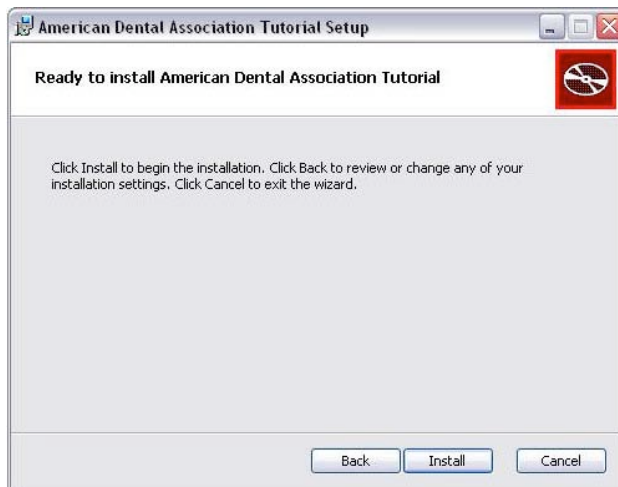 American Dental Association Tutorial Setup
Ready to install American Dental Association Tutorial
Click Install to begin the installation. Click Back to review or change any of your
installation settings. Click Cancel to exit the wizard.
Back Install Cancel